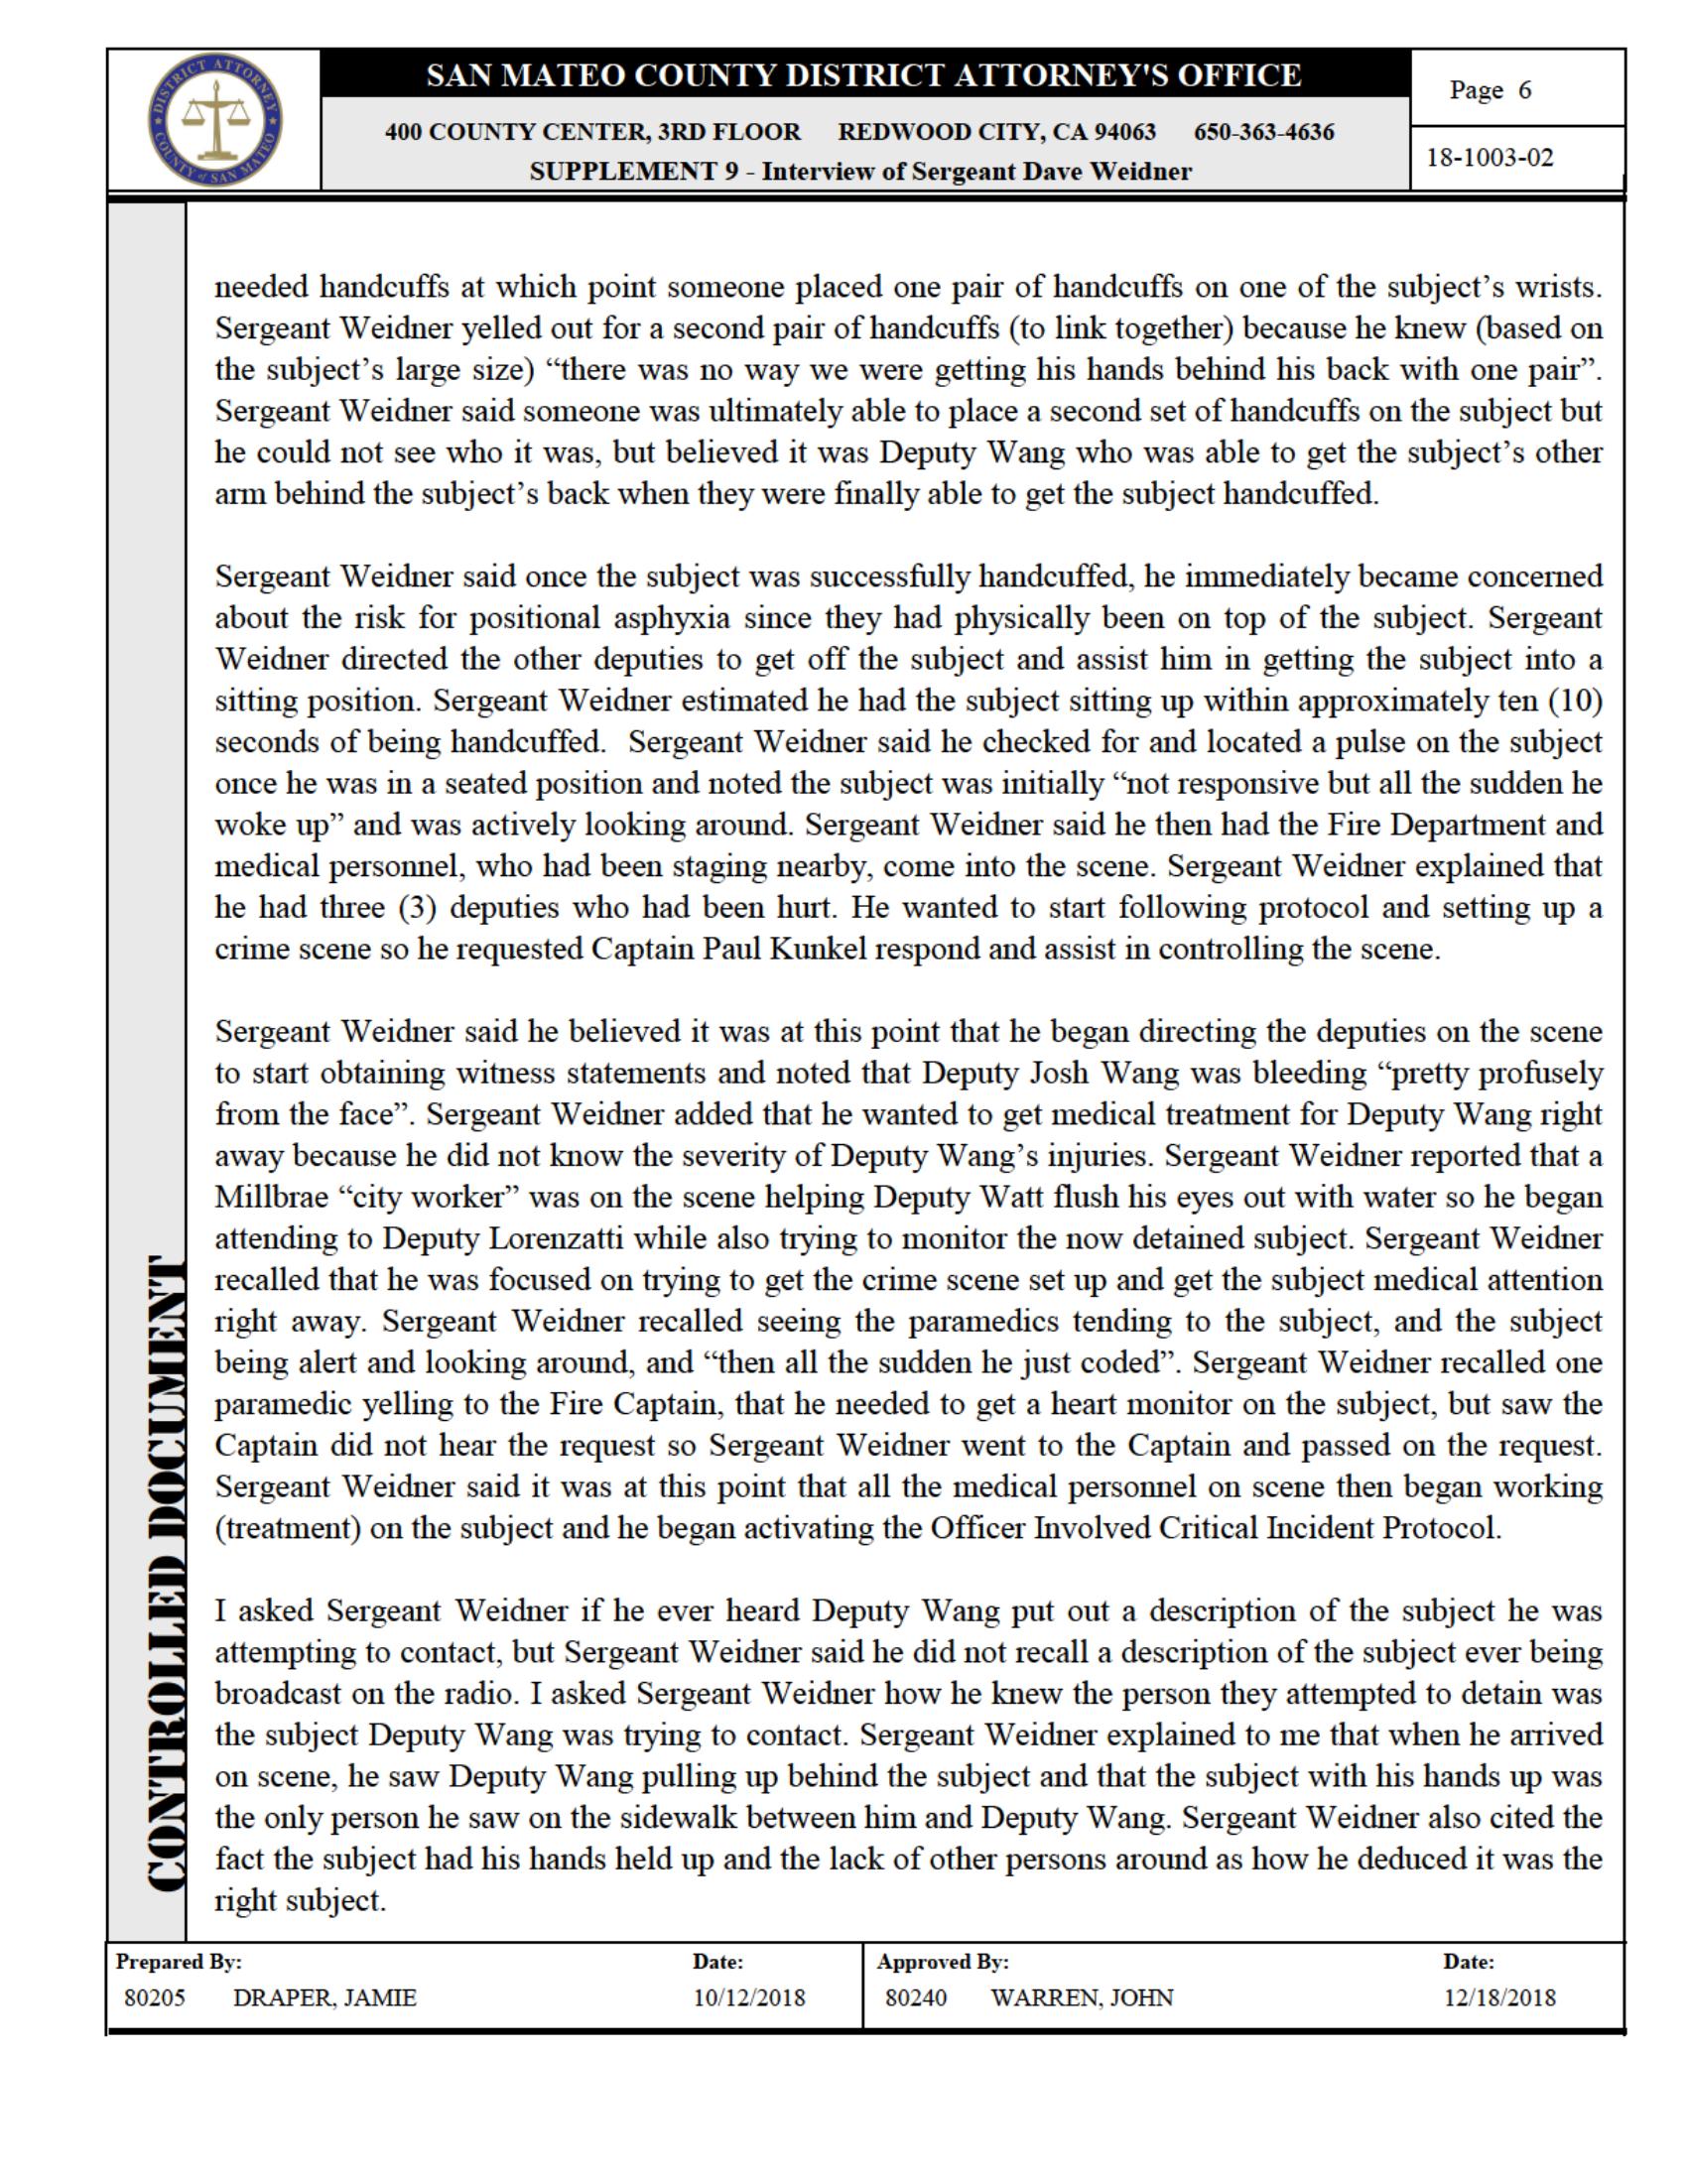 DISTRICT ATTORNEY
COUNTY of SAN MATEO
SAN MATEO COUNTY DISTRICT ATTORNEY'S OFFICE
400 COUNTY CENTER, 3RD FLOOR REDWOOD CITY, CA 94063 650-363-4636
SUPPLEMENT 9 - Interview of Sergeant Dave Weidner
Page 6
18-1003-02
needed handcuffs at which point someone placed one pair of handcuffs on one of the subject’s wrists.
Sergeant Weidner yelled out for a second pair of handcuffs (to link together) because he knew (based on
the subject’s large size) “there was no way we were getting his hands behind his back with one pair”.
Sergeant Weidner said someone was ultimately able to place a second set of handcuffs on the subject but
he could not see who it was, but believed it was Deputy Wang who was able to get the subject’s other
arm behind the subject’s back when they were finally able to get the subject handcuffed.
Sergeant Weidner said once the subject was successfully handcuffed, he immediately became concerned
about the risk for positional asphyxia since they had physically been on top of the subject. Sergeant
Weidner directed the other deputies to get off the subject and assist him in getting the subject into a
sitting position. Sergeant Weidner estimated he had the subject sitting up within approximately ten (10)
seconds of being handcuffed. Sergeant Weidner said he checked for and located a pulse on the subject
once he was in a seated position and noted the subject was initially “not responsive but all the sudden he
woke up” and was actively looking around. Sergeant Weidner said he then had the Fire Department and
medical personnel, who had been staging nearby, come into the scene. Sergeant Weidner explained that
he had three (3) deputies who had been hurt. He wanted to start following protocol and setting up a
crime scene so he requested Captain Paul Kunkel respond and assist in controlling the scene.
Sergeant Weidner said he believed it was at this point that he began directing the deputies on the scene
to start obtaining witness statements and noted that Deputy Josh Wang was bleeding “pretty profusely
from the face”. Sergeant Weidner added that he wanted to get medical treatment for Deputy Wang right
away because he did not know the severity of Deputy Wang’s injuries. Sergeant Weidner reported that a
Millbrae “city worker” was on the scene helping Deputy Watt flush his eyes out with water so he began
attending to Deputy Lorenzatti while also trying to monitor the now detained subject. Sergeant Weidner
recalled that he was focused on trying to get the crime scene set up and get the subject medical attention
right away. Sergeant Weidner recalled seeing the paramedics tending to the subject, and the subject
being alert and looking around, and “then all the sudden he just coded”. Sergeant Weidner recalled one
paramedic yelling to the Fire Captain, that he needed to get a heart monitor on the subject, but saw the
Captain did not hear the request so Sergeant Weidner went to the Captain and passed on the request.
Sergeant Weidner said it was at this point that all the medical personnel on scene then began working
(treatment) on the subject and he began activating the Officer Involved Critical Incident Protocol.
I asked Sergeant Weidner if he ever heard Deputy Wang put out a description of the subject he was
attempting to contact, but Sergeant Weidner said he did not recall a description of the subject ever being
broadcast on the radio. I asked Sergeant Weidner how he knew the person they attempted to detain was
the subject Deputy Wang was trying to contact. Sergeant Weidner explained to me that when he arrived
on scene, he saw Deputy Wang pulling up behind the subject and that the subject with his hands up was
the only person he saw on the sidewalk between him and Deputy Wang. Sergeant Weidner also cited the
fact the subject had his hands held up and the lack of other persons around as how he deduced it was the
right subject.
CONTROLLED DOCUMENT
Prepared By: Date: Approved By: Date:
80205 DRAPER, JAMIE 10/12/2018 80240 WARREN, JOHN 12/18/2018